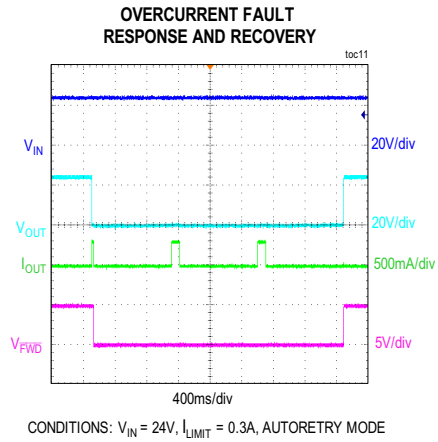 OVERCURRENT FAULT
RESPONSE AND RECOVERY
toc11
VIN
20V/div
VOUT
20V/div
IOUT
500mA/div
VFWD
5V/div
400ms/div
CONDITIONS: VIN = 24V, ILIMIT = 0.3A, AUTORETRY MODE